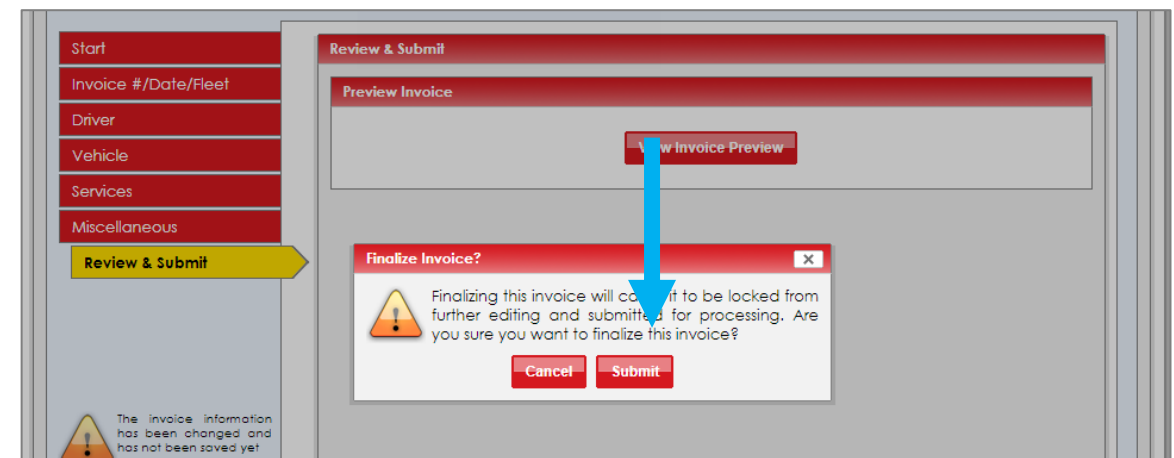 Start
Invoice #/Date/Fleet
Driver
Vehicle
Services
Miscellaneous
Review & Submit
The invoice information
has been changed and
has not been saved yet
Review & Submit
Preview Invoice
View Invoice Preview
Finalize Invoice?
Finalizing this invoice will cause it to be locked from
further editing and submitted for processing. Are
you sure you want to finalize this invoice?
Cancel
Submit